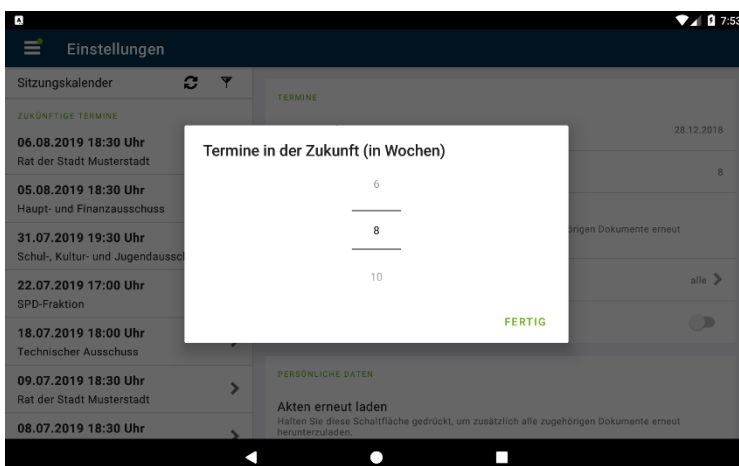 A
7:53
Einstellungen
Sitzungskalender
ZUKÜNFTIGE TERMINE
06.08.2019 18:30 Uhr
Rat der Stadt Musterstadt
05.08.2019 18:30 Uhr
Haupt- und Finanzausschuss
31.07.2019 19:30 Uhr
Schul-, Kultur- und
22.07.2019 17:00 Uhr
SPD-Fraktion
18.07.2019 18:00 Uhr
Technischer Ausschuss
09.07.2019 18:30 Uhr
Rat der Stadt Musterstadt
08.07.2019 18:30 Uhr
TERMINE
28.12.2018
8
Dokumente erneut
alle
Termine in der Zukunft (in Wochen)
6
8
10
FERTIG
PERSÖNLICHE DATEN
Akten erneut laden
Halten Sie diese Schaltfläche gedrückt, um zusätzlich alle zugehörigen Dokumente erneut
herunterzuladen.